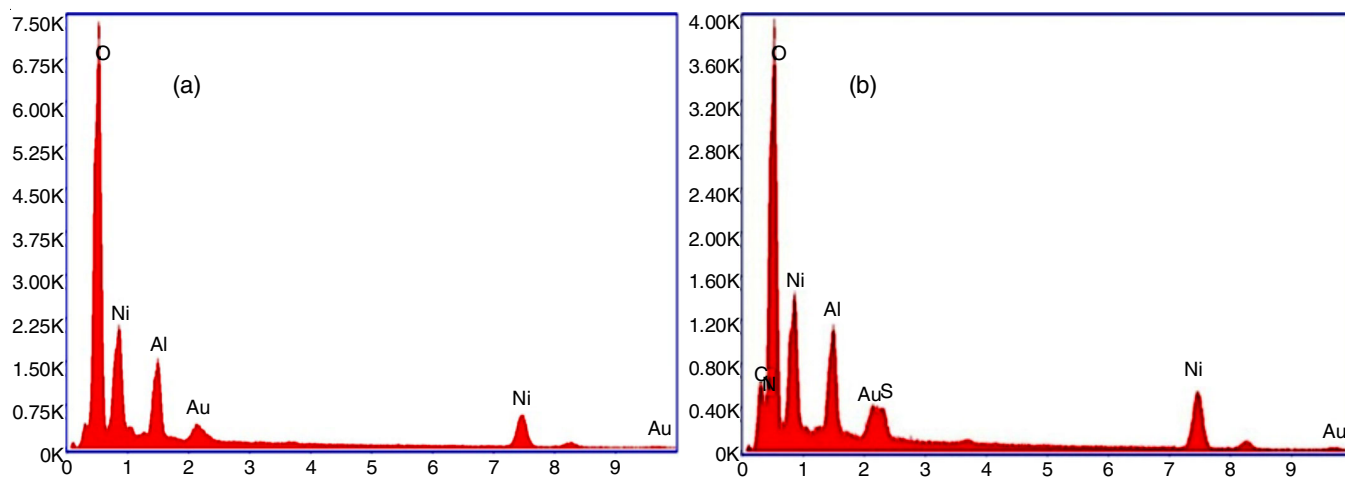 7.50K
6.75K
6.00K
5.25K
4.50K
3.75K
3.00K
2.25K
1.50K
0.75K
0K
O
(a)
Ni
Al
Au
Ni
Au
0 1 2 3 4 5 6 7 8 9
4.00K
3.60K
3.20K
2.80K
2.40K
2.00K
1.60K
1.20K
0.80K
0.40K
0K
O
(b)
Ni
Al
C
N
Au
S
Ni
Au
0 1 2 3 4 5 6 7 8 9